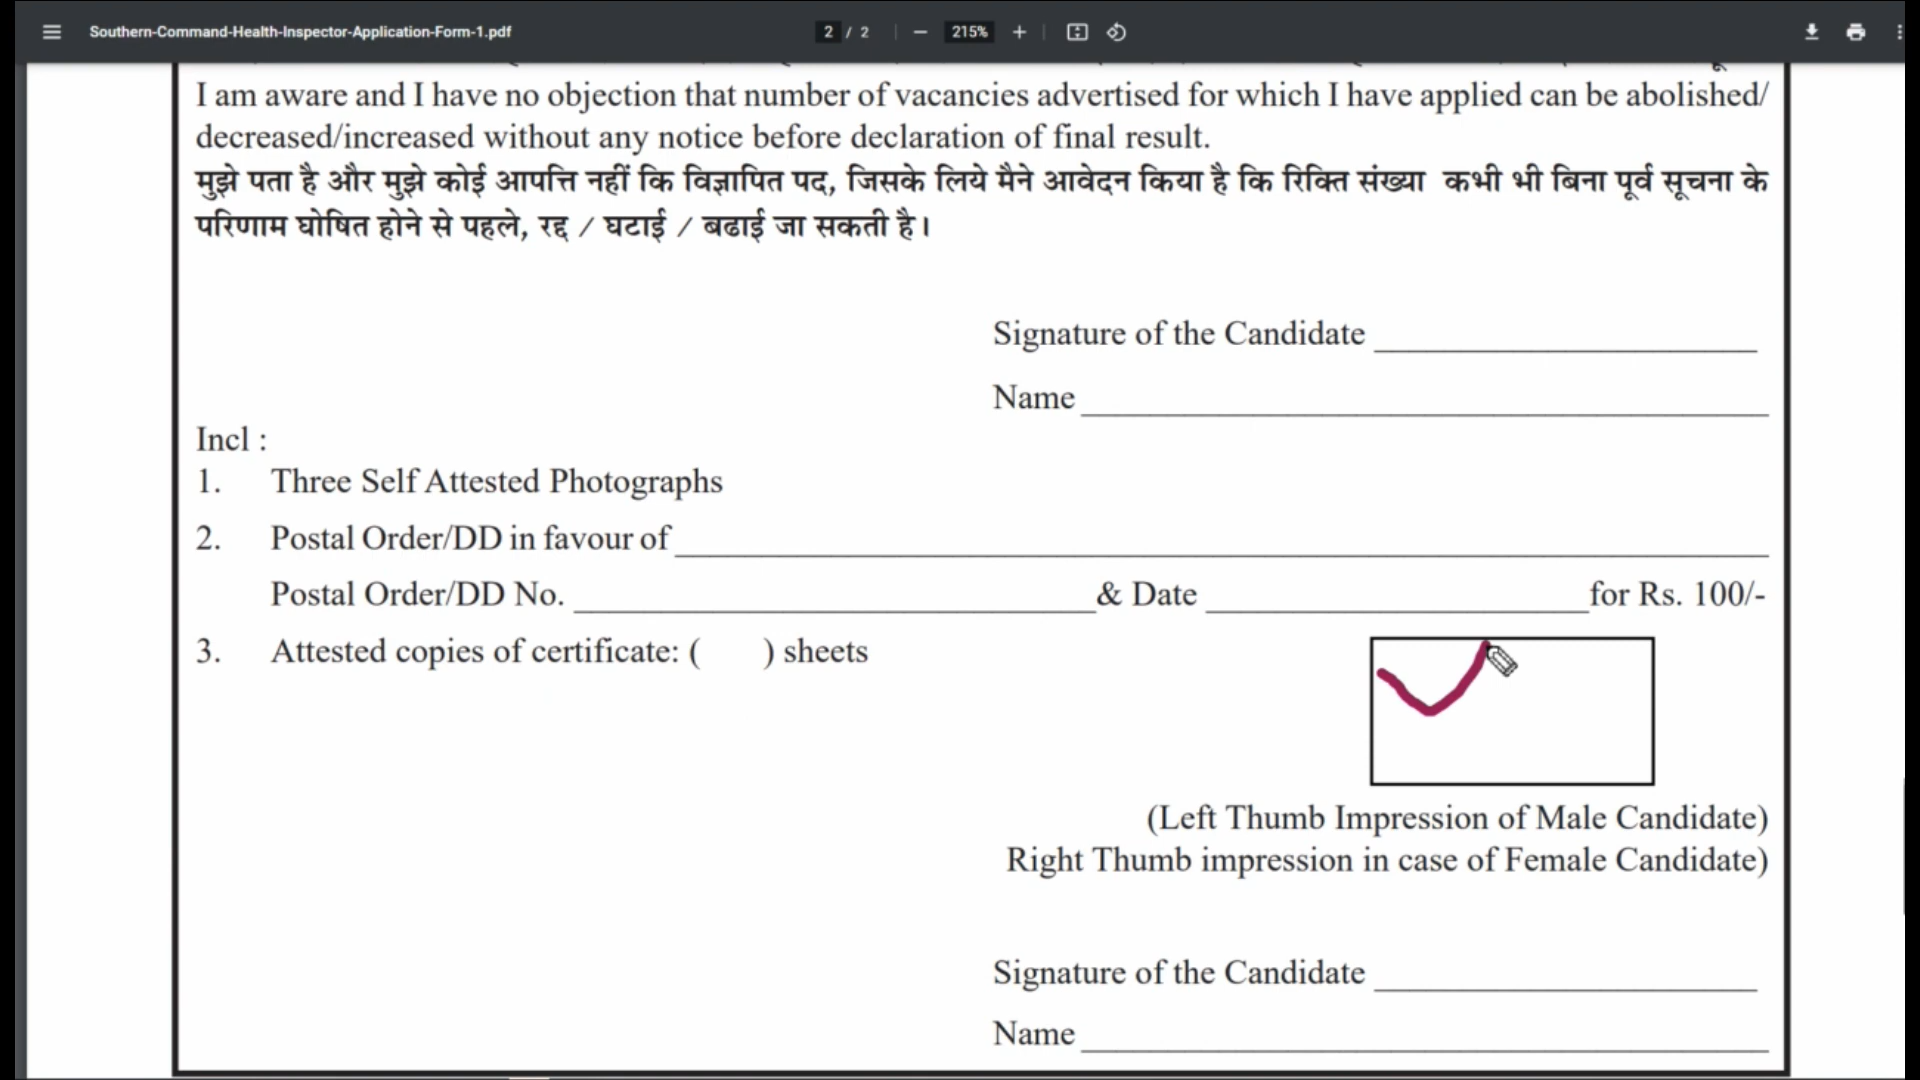 Southern-Command-Health-Inspector-Application-Form-1.pdf 2 / 2 215%
I am aware and I have no objection that number of vacancies advertised for which I have applied can be abolished/
decreased/increased without any notice before declaration of final result.
मुझे पता है और मुझे कोई आपत्ति नहीं कि विज्ञापित पद, जिसके लिये मैने आवेदन किया है कि रिक्ति संख्या कभी भी बिना पूर्व सूचना के
परिणाम घोषित होने से पहले, रद्द / घटाई / बढाई जा सकती है।
Signature of the Candidate
Name
Incl :
1. Three Self Attested Photographs
2. Postal Order/DD in favour of
Postal Order/DD No. & Date for Rs. 100/-
3. Attested copies of certificate: ( ) sheets
(Left Thumb Impression of Male Candidate)
Right Thumb impression in case of Female Candidate)
Signature of the Candidate
Name